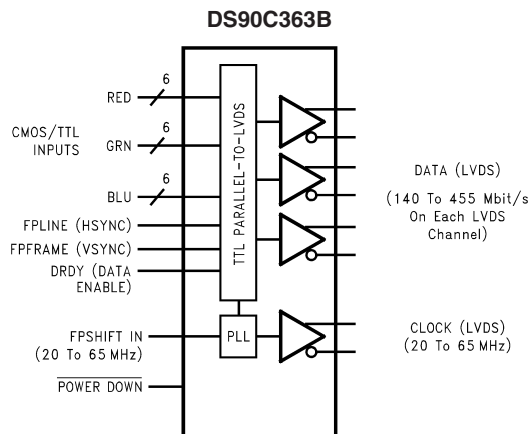 DS90C363B
RED
6
CMOS/TTL
INPUTS
GRN
6
BLU
6
FPLINE (HSYNC)
FPFRAME (VSYNC)
DRDY (DATA
ENABLE)
FPSHIFT IN
(20 To 65 MHz)
POWER DOWN
TTL PARALLEL-TO-LVDS
PLL
DATA (LVDS)
(140 To 455 Mbit/s
On Each LVDS
Channel)
CLOCK (LVDS)
(20 To 65 MHz)